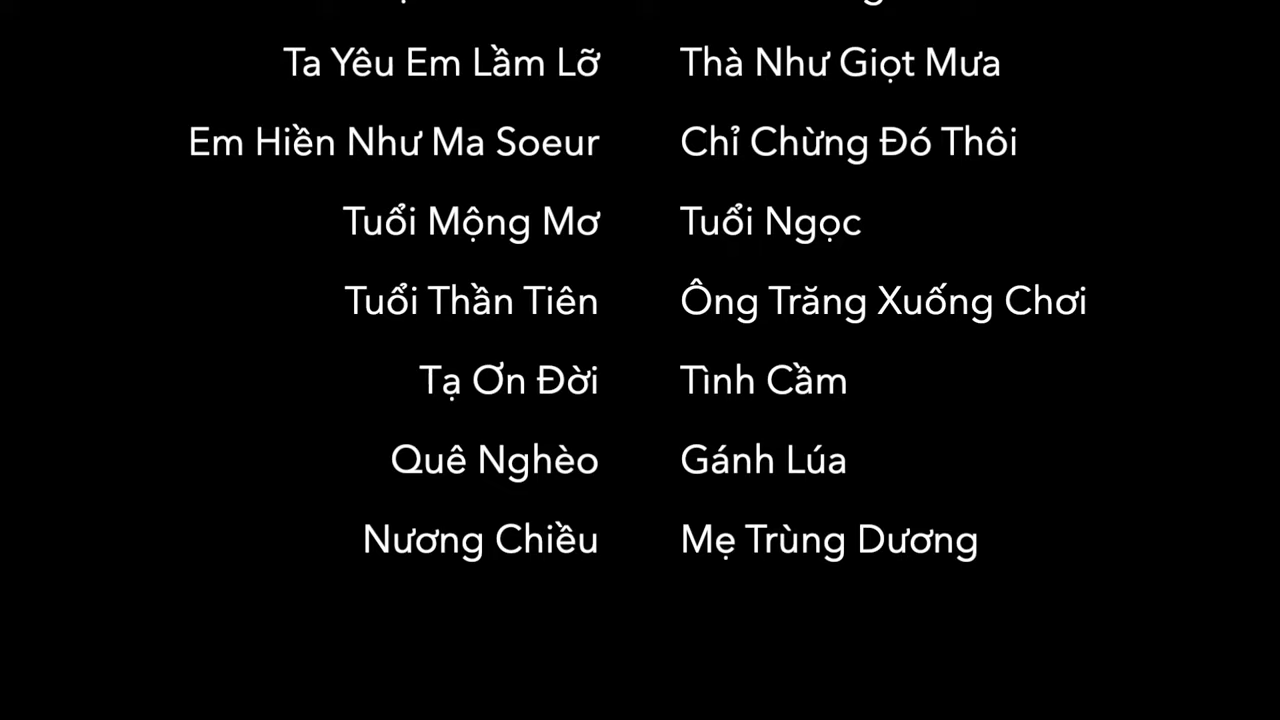 Ta Yêu Em Lầm Lỡ Thà Như Giọt Mưa
Em Hiền Như Ma Soeur Chỉ Chừng Đó Thôi
Tuổi Mộng Mơ Tuổi Ngọc
Tuổi Thần Tiên Ông Trăng Xuống Chơi
Tạ Ơn Đời Tình Cầm
Quê Nghèo Gánh Lúa
Nương Chiều Mẹ Trùng Dương